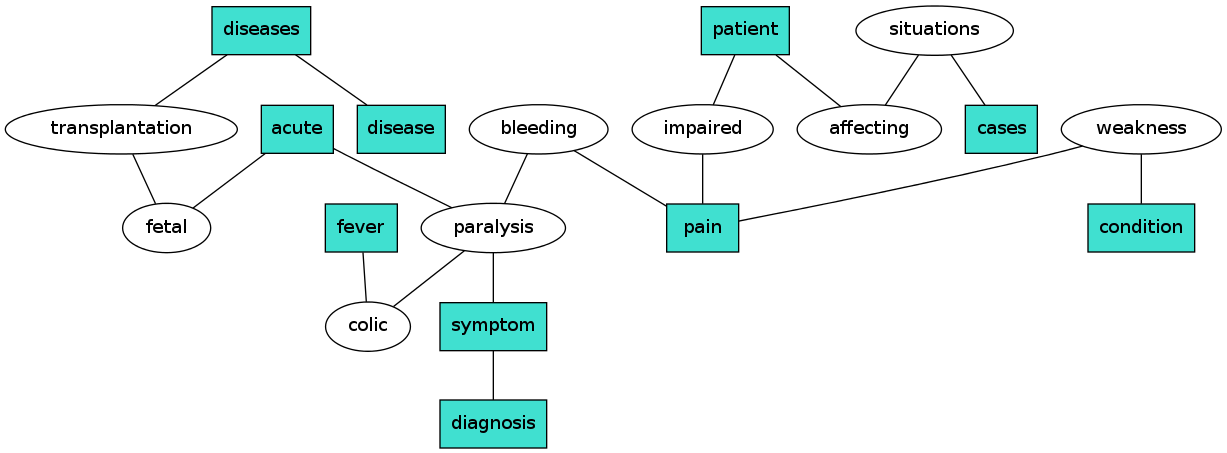 diseases
patient
situations
transplantation
acute
disease
bleeding
impaired
affecting
cases
weakness
fetal
fever
paralysis
pain
condition
colic
symptom
diagnosis